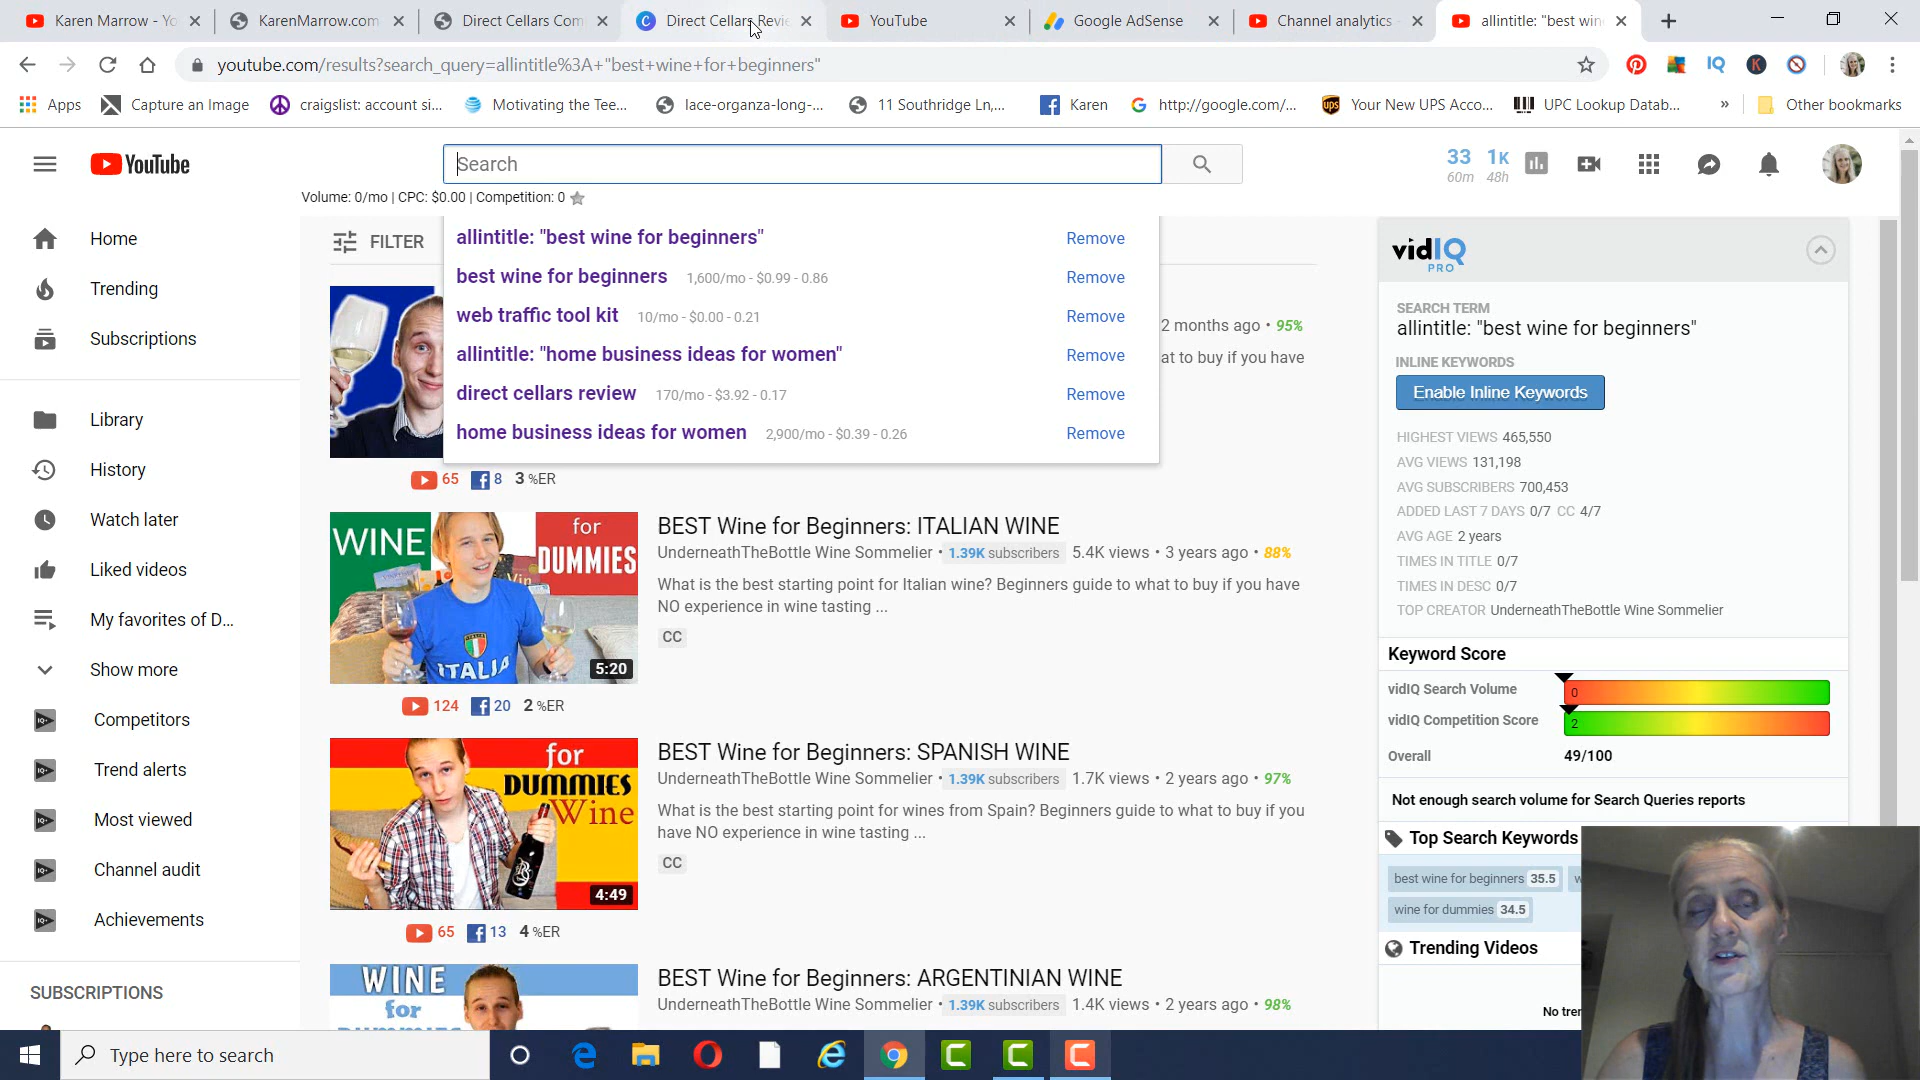 Karen Marrow - Yo
KarenMarrow.com
Direct Cellars Com
Direct Cellars Revie
YouTube
Google AdSense
Channel analytics
allintitle: "best win
youtube.com/results?search_query=allintitle%3A+"best+wine+for+beginners"
Apps
Capture an Image
craigslist: account si...
Motivating the Tee...
lace-organza-long-...
11 Southridge Ln,...
Karen
http://google.com/...
Your New UPS Acco...
UPC Lookup Datab...
»
Other bookmarks
YouTube
Search
33 1K
60m 48h
Volume: 0/mo | CPC: $0.00 | Competition: 0
Home
Trending
Subscriptions
Library
History
Watch later
Liked videos
My favorites of D...
Show more
Competitors
Trend alerts
Most viewed
Channel audit
Achievements
SUBSCRIPTIONS
FILTER
allintitle: "best wine for beginners" Remove
best wine for beginners 1,600/mo - $0.99 - 0.86 Remove
web traffic tool kit 10/mo - $0.00 - 0.21 Remove
allintitle: "home business ideas for women" Remove
direct cellars review 170/mo - $3.92 - 0.17 Remove
home business ideas for women 2,900/mo - $0.39 - 0.26 Remove
2 months ago • 95%
at to buy if you have
65 8 3 %ER
WINE for DUMMIES
ITALIA
5:20
BEST Wine for Beginners: ITALIAN WINE
UnderneathTheBottle Wine Sommelier • 1.39K subscribers 5.4K views • 3 years ago • 88%
What is the best starting point for Italian wine? Beginners guide to what to buy if you have
NO experience in wine tasting ...
CC
124 20 2 %ER
for
DUMMIES
Wine
4:49
BEST Wine for Beginners: SPANISH WINE
UnderneathTheBottle Wine Sommelier • 1.39K subscribers 1.7K views • 2 years ago • 97%
What is the best starting point for wines from Spain? Beginners guide to what to buy if you
have NO experience in wine tasting ...
CC
65 13 4 %ER
WINE
for
BEST Wine for Beginners: ARGENTINIAN WINE
UnderneathTheBottle Wine Sommelier • 1.39K subscribers 1.4K views • 2 years ago • 98%
vidIQ
PRO
SEARCH TERM
allintitle: "best wine for beginners"
INLINE KEYWORDS
Enable Inline Keywords
HIGHEST VIEWS 465,550
AVG VIEWS 131,198
AVG SUBSCRIBERS 700,453
ADDED LAST 7 DAYS 0/7 CC 4/7
AVG AGE 2 years
TIMES IN TITLE 0/7
TIMES IN DESC 0/7
TOP CREATOR UnderneathTheBottle Wine Sommelier
Keyword Score
vidIQ Search Volume 0
vidIQ Competition Score 2
Overall 49/100
Not enough search volume for Search Queries reports
Top Search Keywords
best wine for beginners 35.5 w
wine for dummies 34.5
Trending Videos
No tren
Type here to search